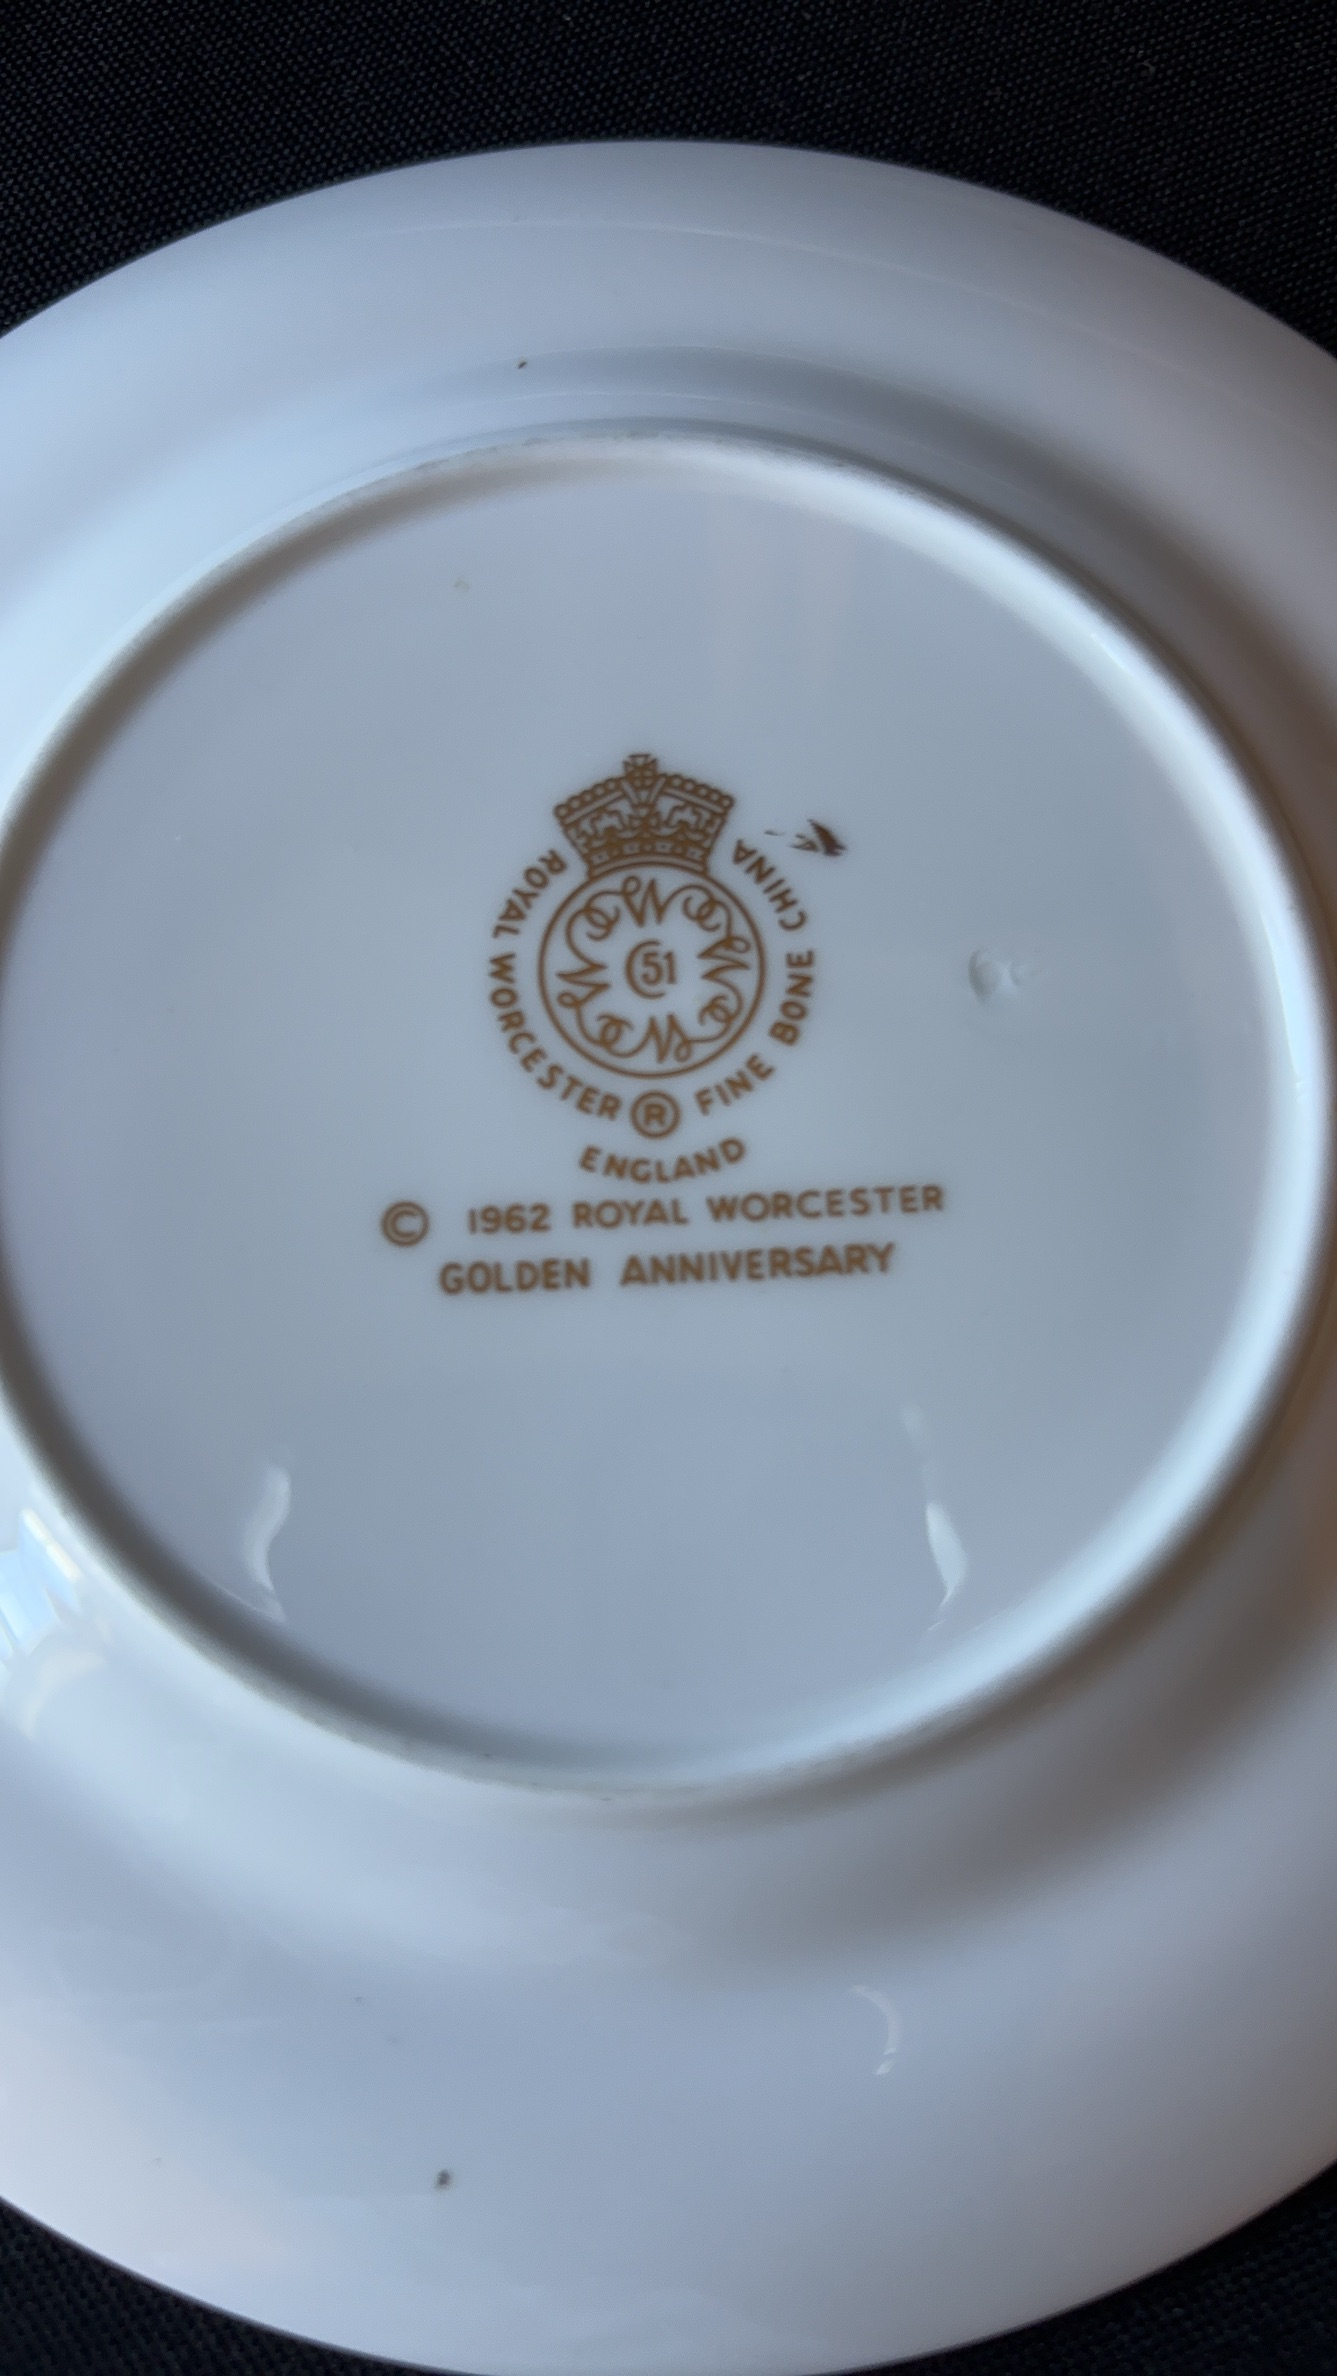 ROYAL WORCESTER ® FINE BONE CHINA
51
ENGLAND
© 1962 ROYAL WORCESTER
GOLDEN ANNIVERSARY